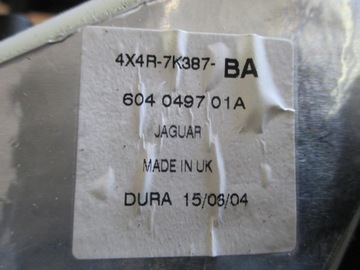 4X4R-7K387- BA
604 0497 01A
JAGUAR
MADE IN UK
DURA 15/06/04